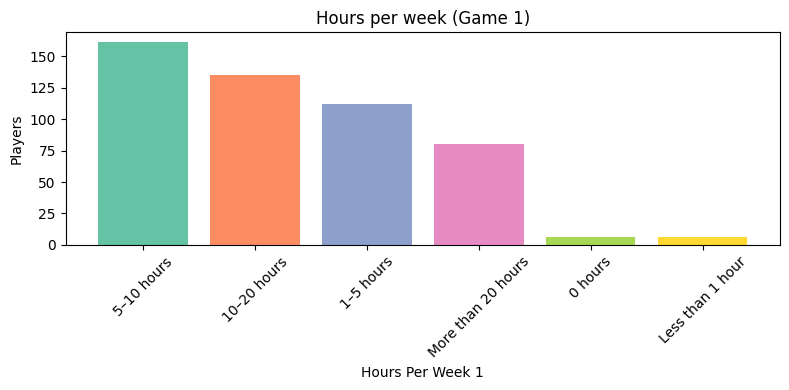 Hours per week (Game 1)
Players
150
125
100
75
50
25
0
5–10 hours
10–20 hours
1–5 hours
More than 20 hours
0 hours
Less than 1 hour
Hours Per Week 1